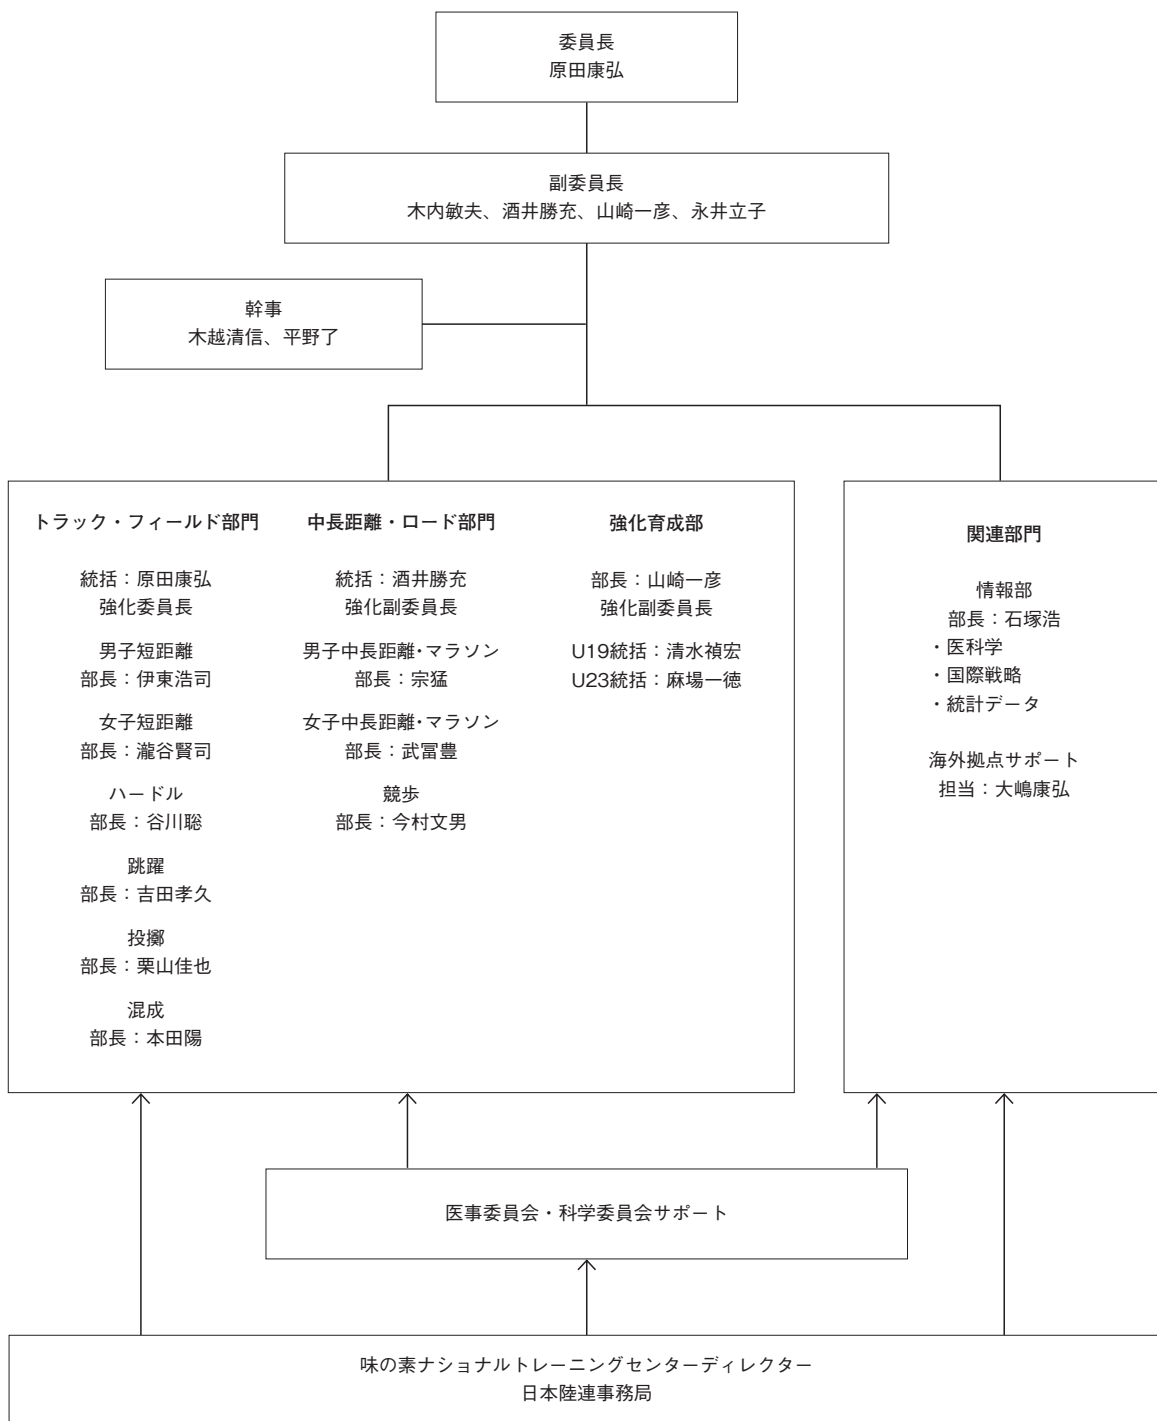 委員長
原田康弘
副委員長
木内敏夫、酒井勝充、山崎一彦、永井立子
幹事
木越清信、平野了
トラック・フィールド部門
統括：原田康弘
強化委員長
男子短距離
部長：伊東浩司
女子短距離
部長：瀧谷賢司
ハードル
部長：谷川聡
跳躍
部長：吉田孝久
投擲
部長：栗山佳也
混成
部長：本田陽
中長距離・ロード部門
統括：酒井勝充
強化副委員長
男子中長距離･マラソン
部長：宗猛
女子中長距離･マラソン
部長：武冨豊
競歩
部長：今村文男
強化育成部
部長：山崎一彦
強化副委員長
U19統括：清水禎宏
U23統括：麻場一徳
関連部門
情報部
部長：石塚浩
・医科学
・国際戦略
・統計データ
海外拠点サポート
担当：大嶋康弘
医事委員会・科学委員会サポート
味の素ナショナルトレーニングセンターディレクター
日本陸連事務局